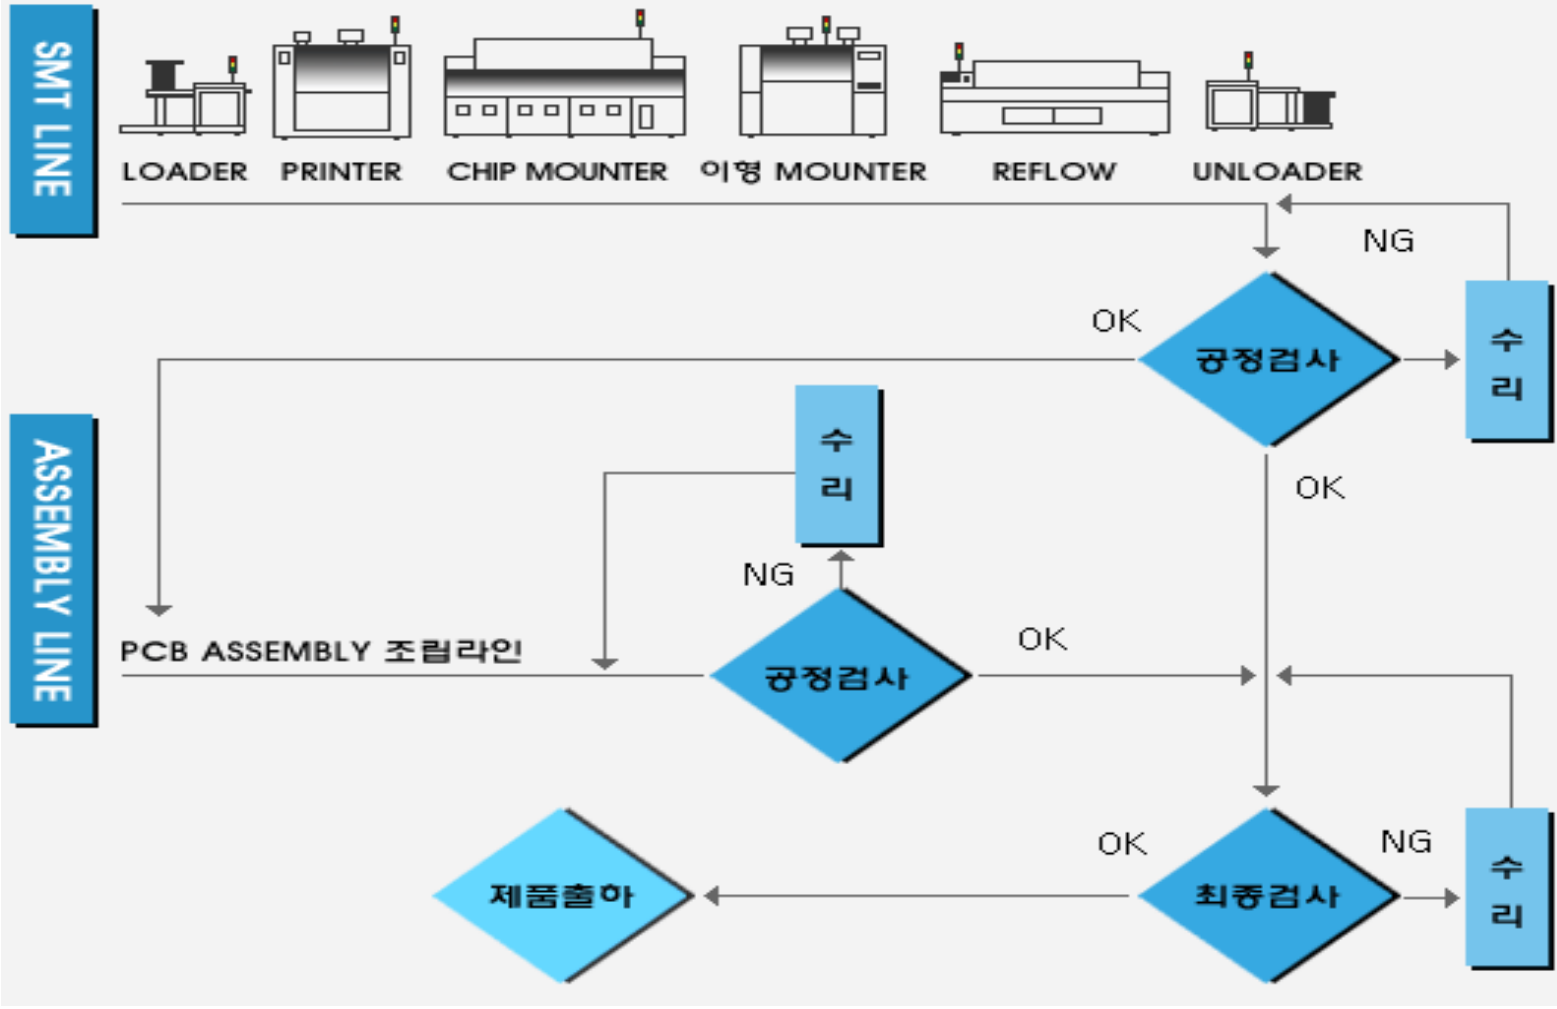 SMT LINE
LOADER
PRINTER
CHIP MOUNTER
이형 MOUNTER
REFLOW
UNLOADER
NG
OK
공정검사
수
리
OK
ASSEMBLY LINE
수
리
NG
PCB ASSEMBLY 조립라인
공정검사
OK
제품출하
OK
최종검사
NG
수
리